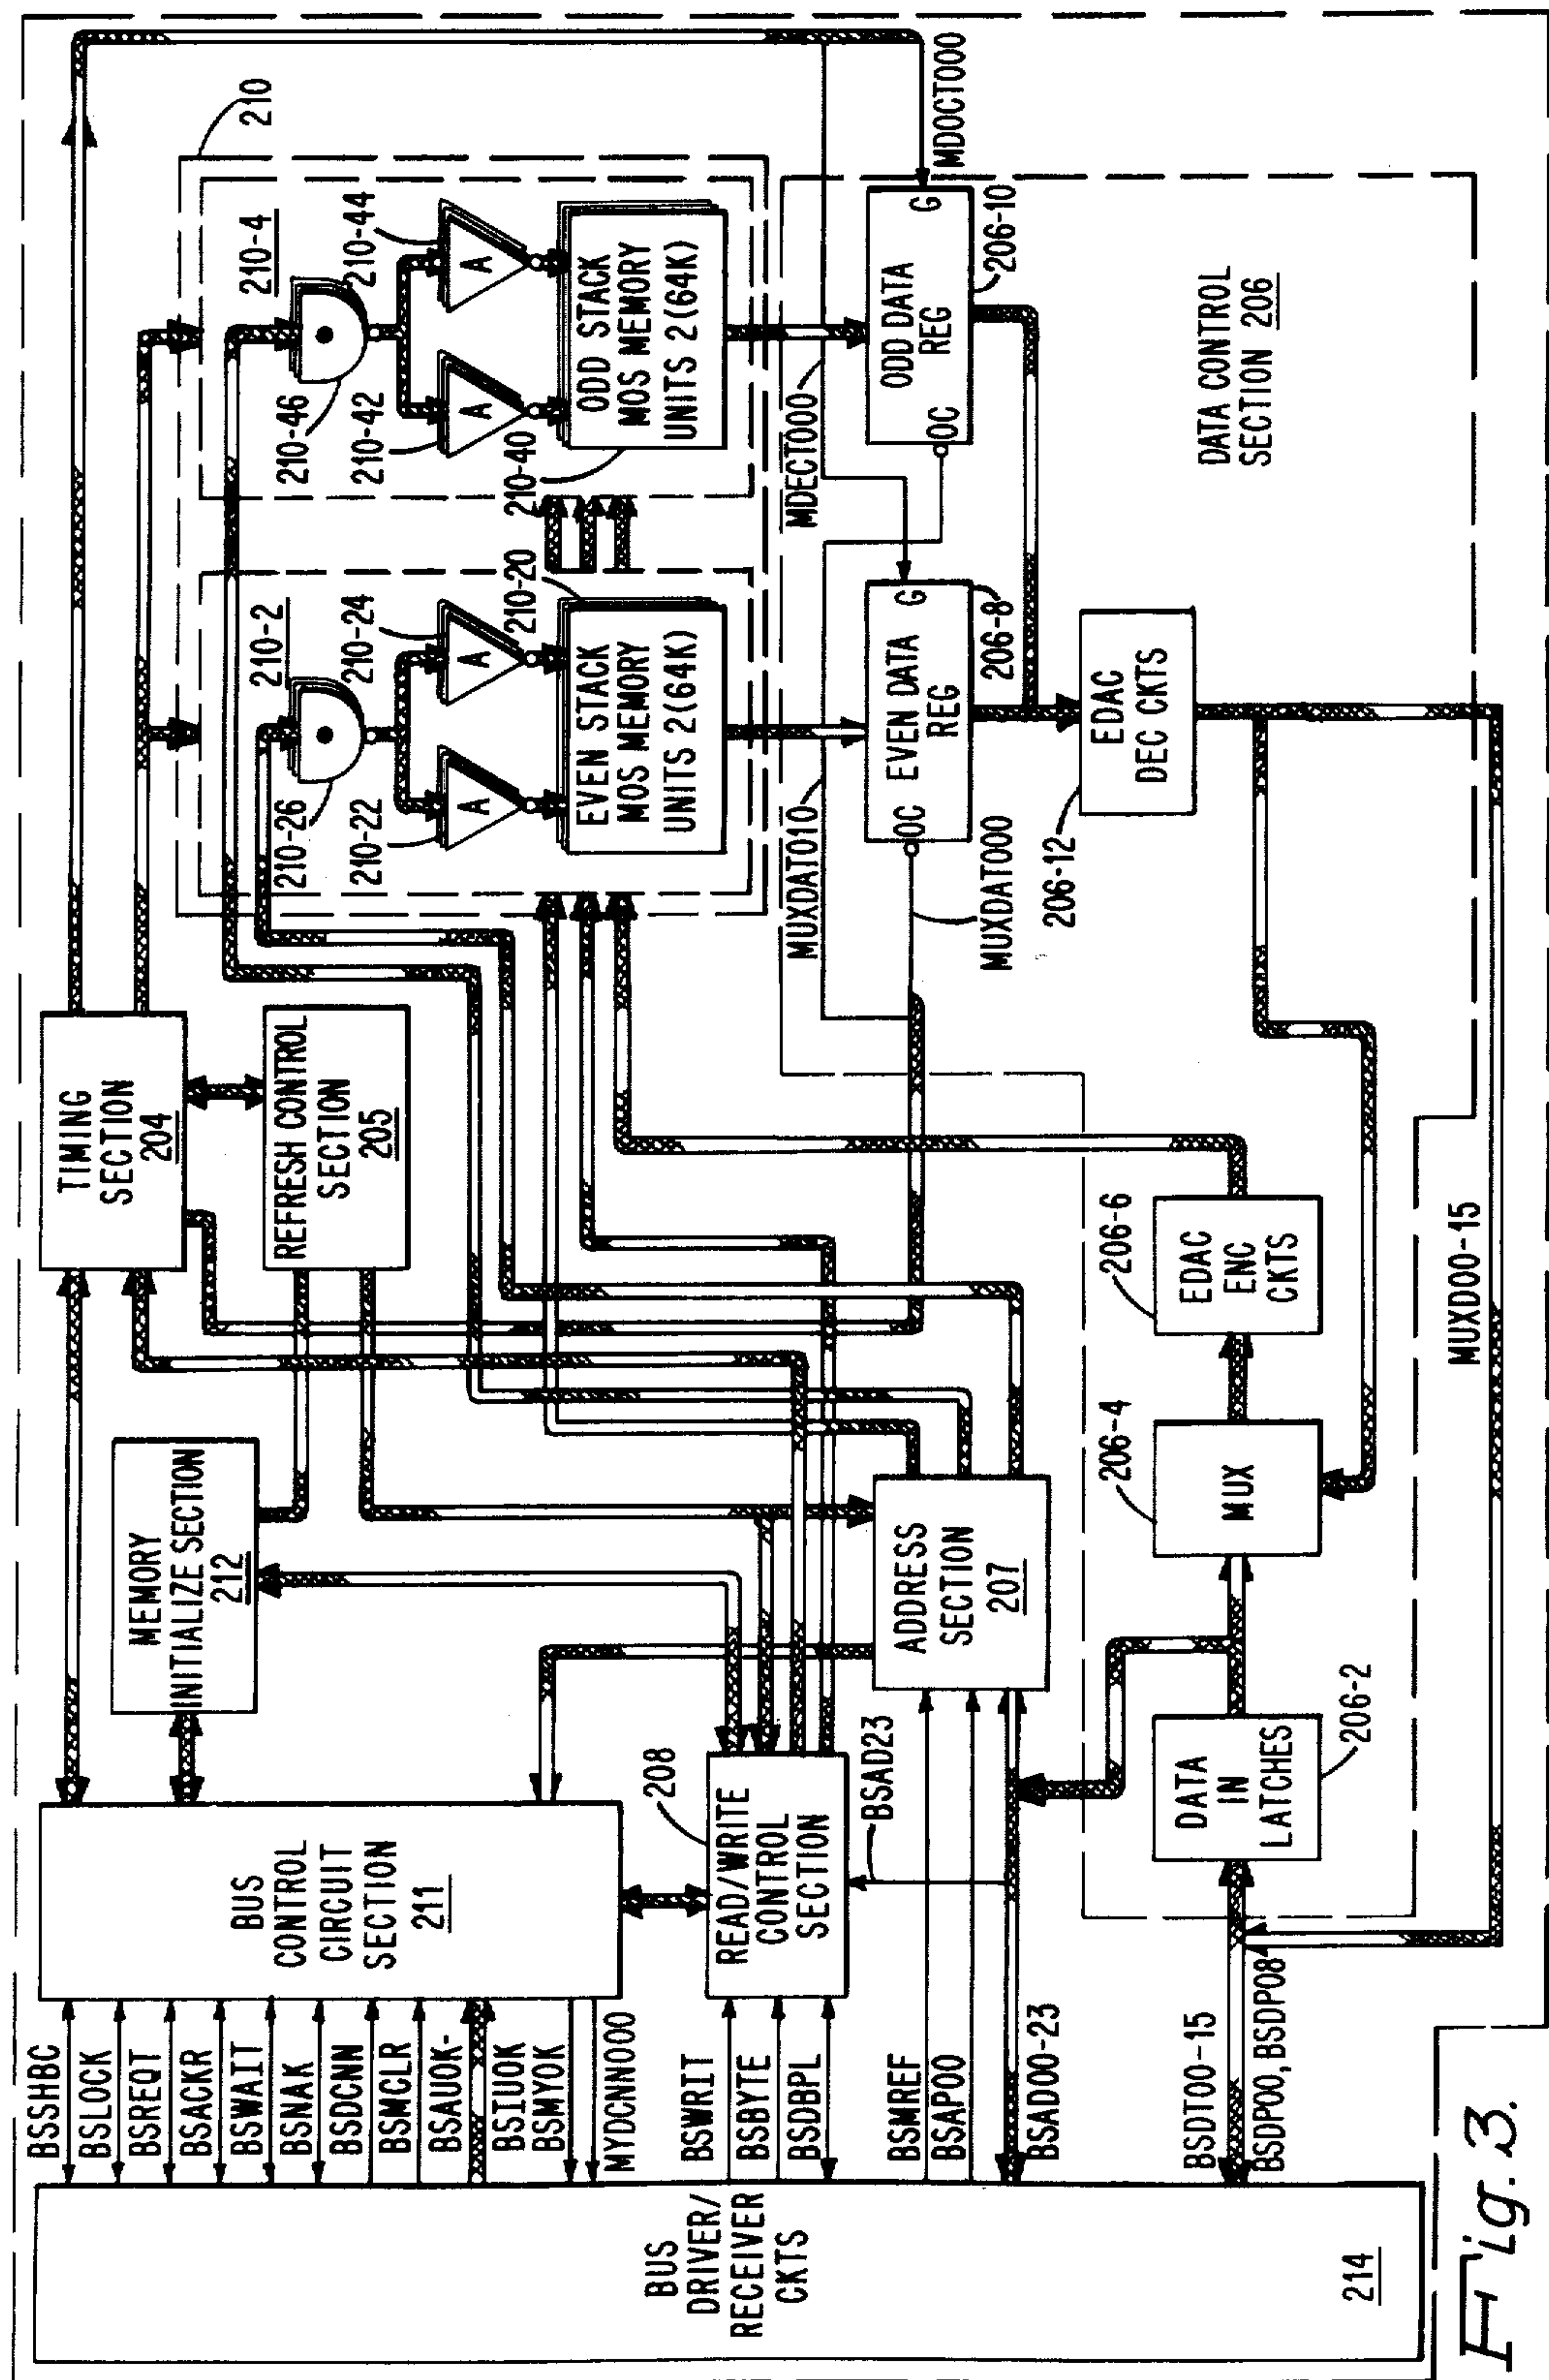 BUS
DRIVER/
RECEIVER
CKTS
214
BSSHBC
BSLOCK
BSREQT
BSACKR
BSWAIT
BSNAK
BSDCNN
BSMCLR
BSAUOK-
BSIUOK
BSMYOK
MYDCNN000
BSWRIT
BSBYTE
BSDBPL
BSMREF
BSAP00
BSAD00-23
BSDT00-15
BSDP00, BSDP08
BUS
CONTROL
CIRCUIT
SECTION
211
208
READ/WRITE
CONTROL
SECTION
BSAD23
MEMORY
INITIALIZE SECTION
212
ADDRESS
SECTION
207
DATA
IN
LATCHES
206-2
MUX
206-4
EDAC
ENC
CKTS
206-6
MUXD00-15
TIMING
SECTION
204
REFRESH CONTROL
SECTION
205
210
210-2
210-26
210-22
210-24
A
A
210-20
EVEN STACK
MOS MEMORY
UNITS 2(64K)
210-4
210-46
210-42
210-44
A
A
210-40
ODD STACK
MOS MEMORY
UNITS 2(64K)
MUXDAT010
MUXDAT000
MDECT000
MDOCT000
OC
EVEN DATA
REG
G
206-8
OC
ODD DATA
REG
G
206-10
206-12
EDAC
DEC CKTS
DATA CONTROL
SECTION 206
Fig. 3.